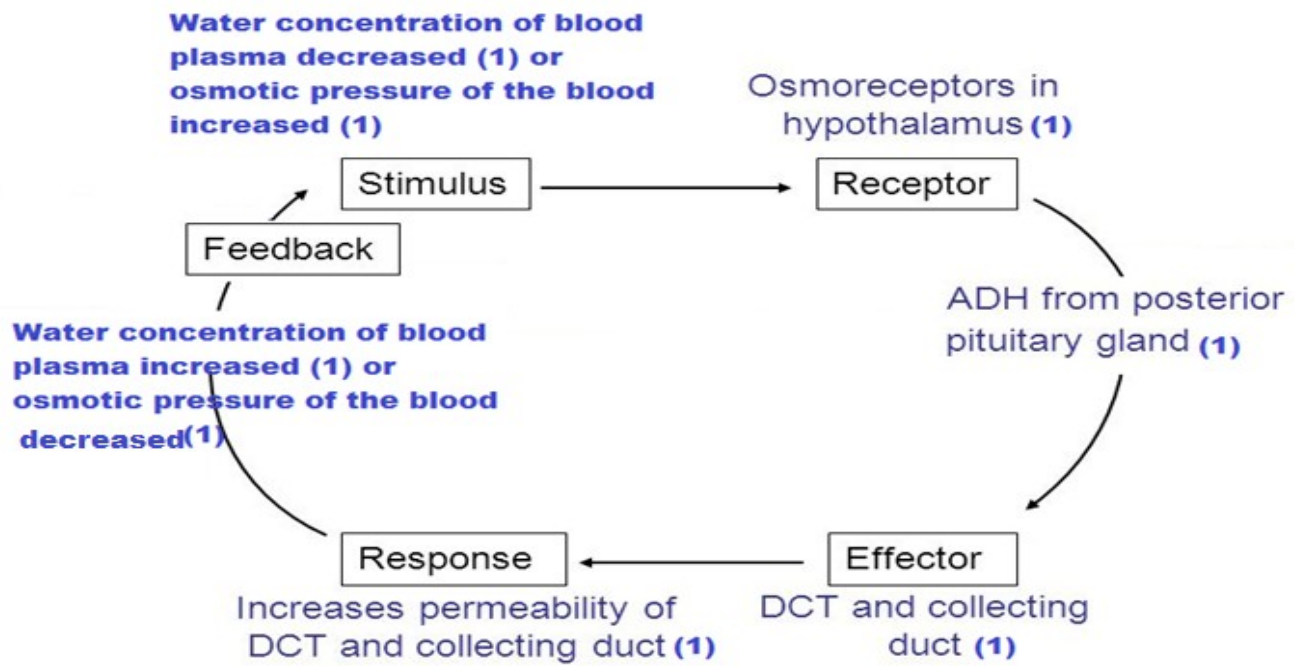 Water concentration of blood
plasma decreased (1) or
osmotic pressure of the blood
increased (1)
Stimulus
Osmoreceptors in
hypothalamus (1)
Receptor
ADH from posterior
pituitary gland (1)
Effector
DCT and collecting
duct (1)
Response
Increases permeability of
DCT and collecting duct (1)
Water concentration of blood
plasma increased (1) or
osmotic pressure of the blood
decreased(1)
Feedback